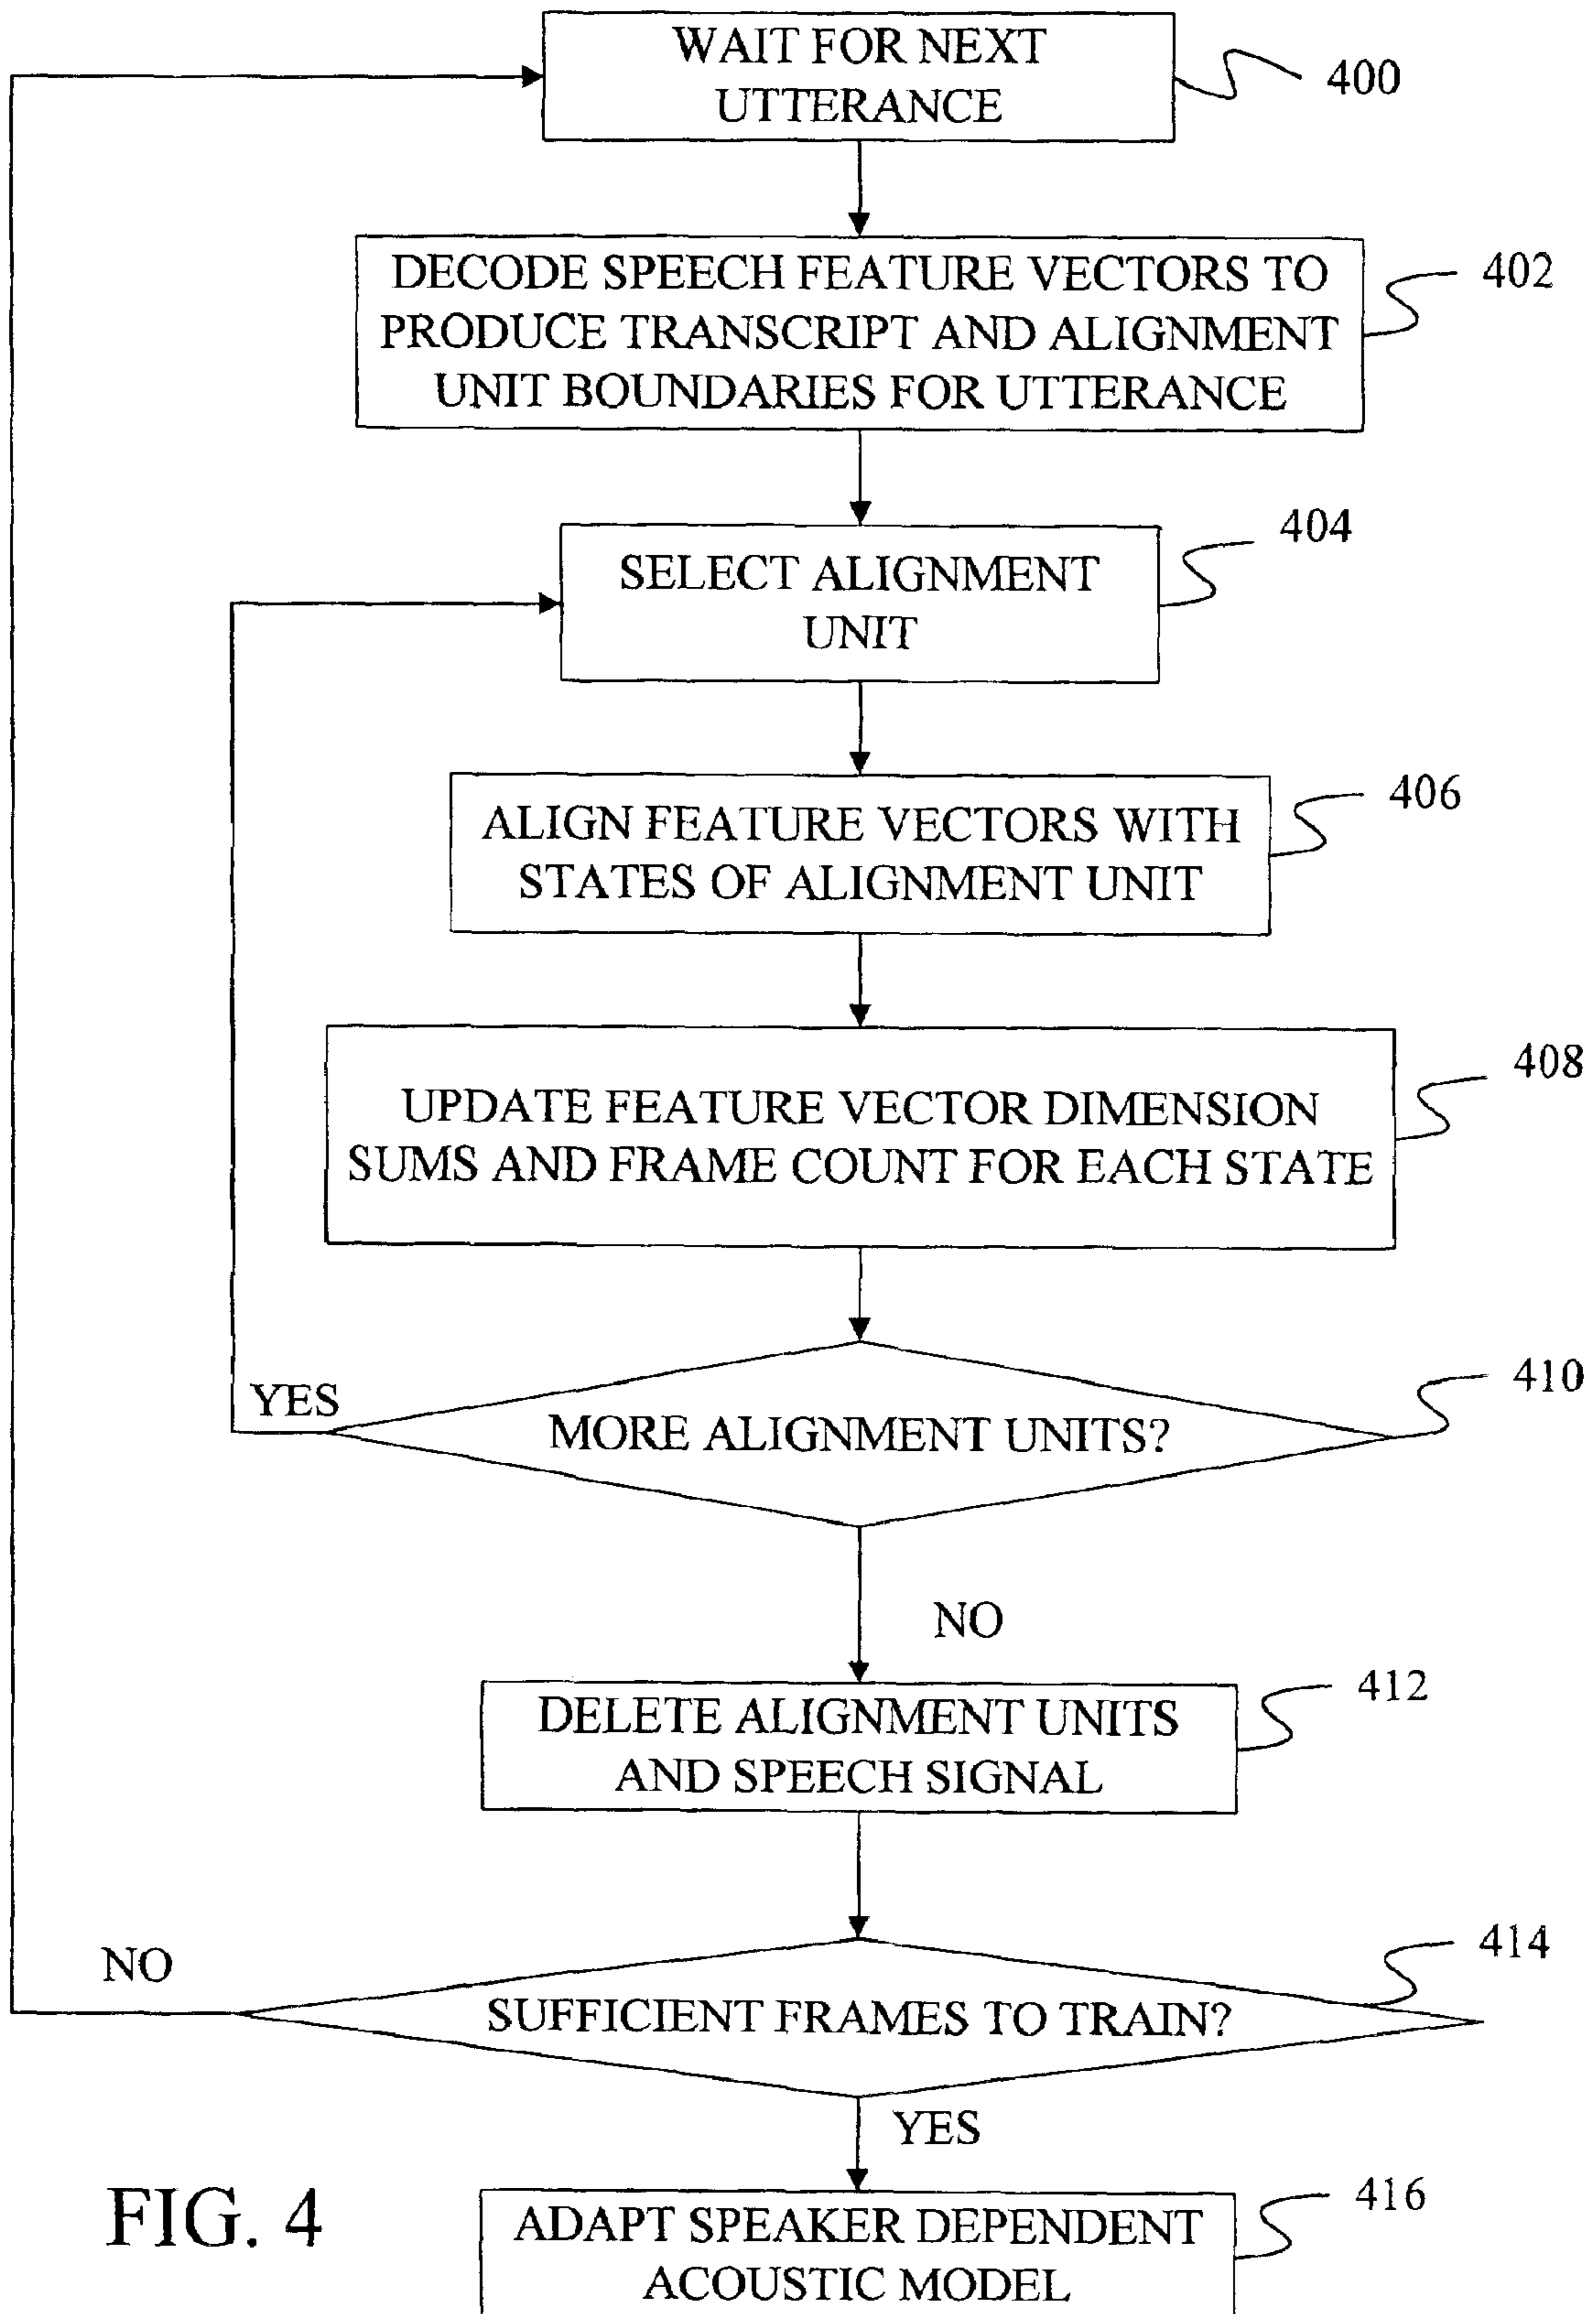 WAIT FOR NEXT
UTTERANCE
400
DECODE SPEECH FEATURE VECTORS TO
PRODUCE TRANSCRIPT AND ALIGNMENT
UNIT BOUNDARIES FOR UTTERANCE
402
SELECT ALIGNMENT
UNIT
404
ALIGN FEATURE VECTORS WITH
STATES OF ALIGNMENT UNIT
406
UPDATE FEATURE VECTOR DIMENSION
SUMS AND FRAME COUNT FOR EACH STATE
408
YES
MORE ALIGNMENT UNITS?
410
NO
DELETE ALIGNMENT UNITS
AND SPEECH SIGNAL
412
NO
SUFFICIENT FRAMES TO TRAIN?
414
YES
ADAPT SPEAKER DEPENDENT
ACOUSTIC MODEL
416
FIG. 4